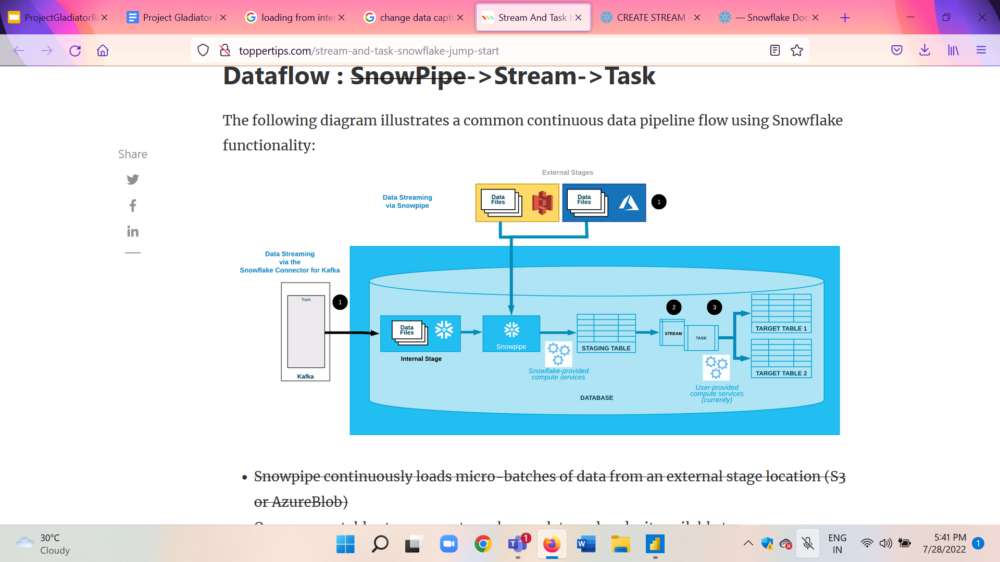 ProjectGladiatorR
Project Gladiator
loading from inte
change data captu
Stream And Task I
CREATE STREAM -
— Snowflake Doc
toppertips.com/stream-and-task-snowflake-jump-start
Dataflow : SnowPipe->Stream->Task
The following diagram illustrates a common continuous data pipeline flow using Snowflake
functionality:
Share
External Stages
Data Streaming
via Snowpipe
Data
Files
Data
Files
1
Data Streaming
via the
Snowflake Connector for Kafka
Topic
1
Kafka
Data
Files
Internal Stage
Snowpipe
Snowflake-provided
compute services
STAGING TABLE
2
3
STREAM
TASK
User-provided
compute services
(currently)
TARGET TABLE 1
TARGET TABLE 2
DATABASE
• Snowpipe continuously loads micro-batches of data from an external stage location (S3
or AzureBlob)
30°C
Cloudy
1
ENG
IN
5:41 PM
7/28/2022
1